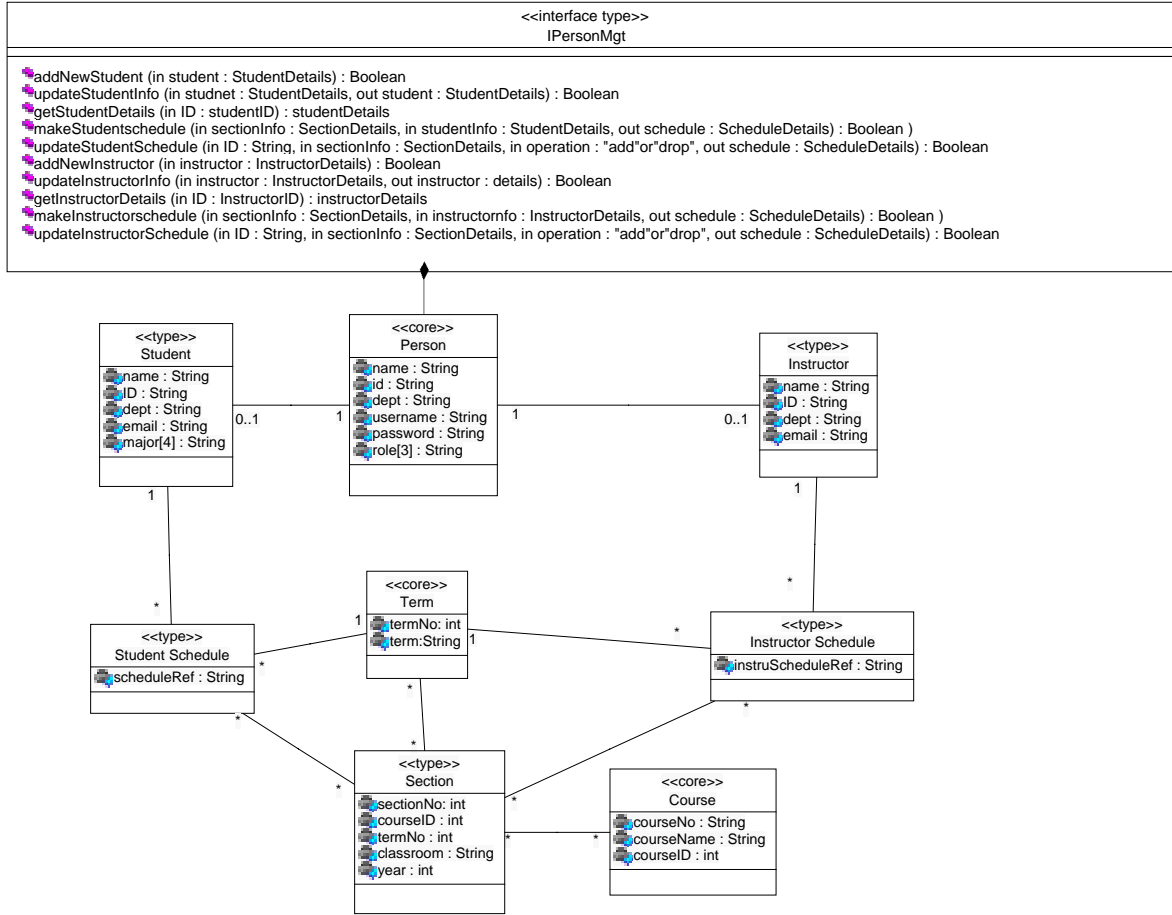 <<interface type>>
IPersonMgt
addNewStudent (in student : StudentDetails) : Boolean
updateStudentInfo (in studnet : StudentDetails, out student : StudentDetails) : Boolean
getStudentDetails (in ID : studentID) : studentDetails
makeStudentschedule (in sectionInfo : SectionDetails, in studentInfo : StudentDetails, out schedule : ScheduleDetails) : Boolean )
updateStudentSchedule (in ID : String, in sectionInfo : SectionDetails, in operation : "add"or"drop", out schedule : ScheduleDetails) : Boolean
addNewInstructor (in instructor : InstructorDetails) : Boolean
updateInstructorInfo (in instructor : InstructorDetails, out instructor : details) : Boolean
getInstructorDetails (in ID : InstructorID) : instructorDetails
makeInstructorschedule (in sectionInfo : SectionDetails, in instructornfo : InstructorDetails, out schedule : ScheduleDetails) : Boolean )
updateInstructorSchedule (in ID : String, in sectionInfo : SectionDetails, in operation : "add"or"drop", out schedule : ScheduleDetails) : Boolean
<<type>>
Student
name : String
ID : String
dept : String
email : String
major[4] : String
0..1
1
<<core>>
Person
name : String
id : String
dept : String
username : String
password : String
role[3] : String
1
0..1
<<type>>
Instructor
name : String
ID : String
dept : String
email : String
1
*
1
*
<<type>>
Student Schedule
scheduleRef : String
*
1
<<core>>
Term
termNo: int
term:String
1
*
<<type>>
Instructor Schedule
instruScheduleRef : String
*
*
*
*
*
*
<<type>>
Section
sectionNo: int
courseID : int
termNo : int
classroom : String
year : int
*
*
<<core>>
Course
courseNo : String
courseName : String
courseID : int